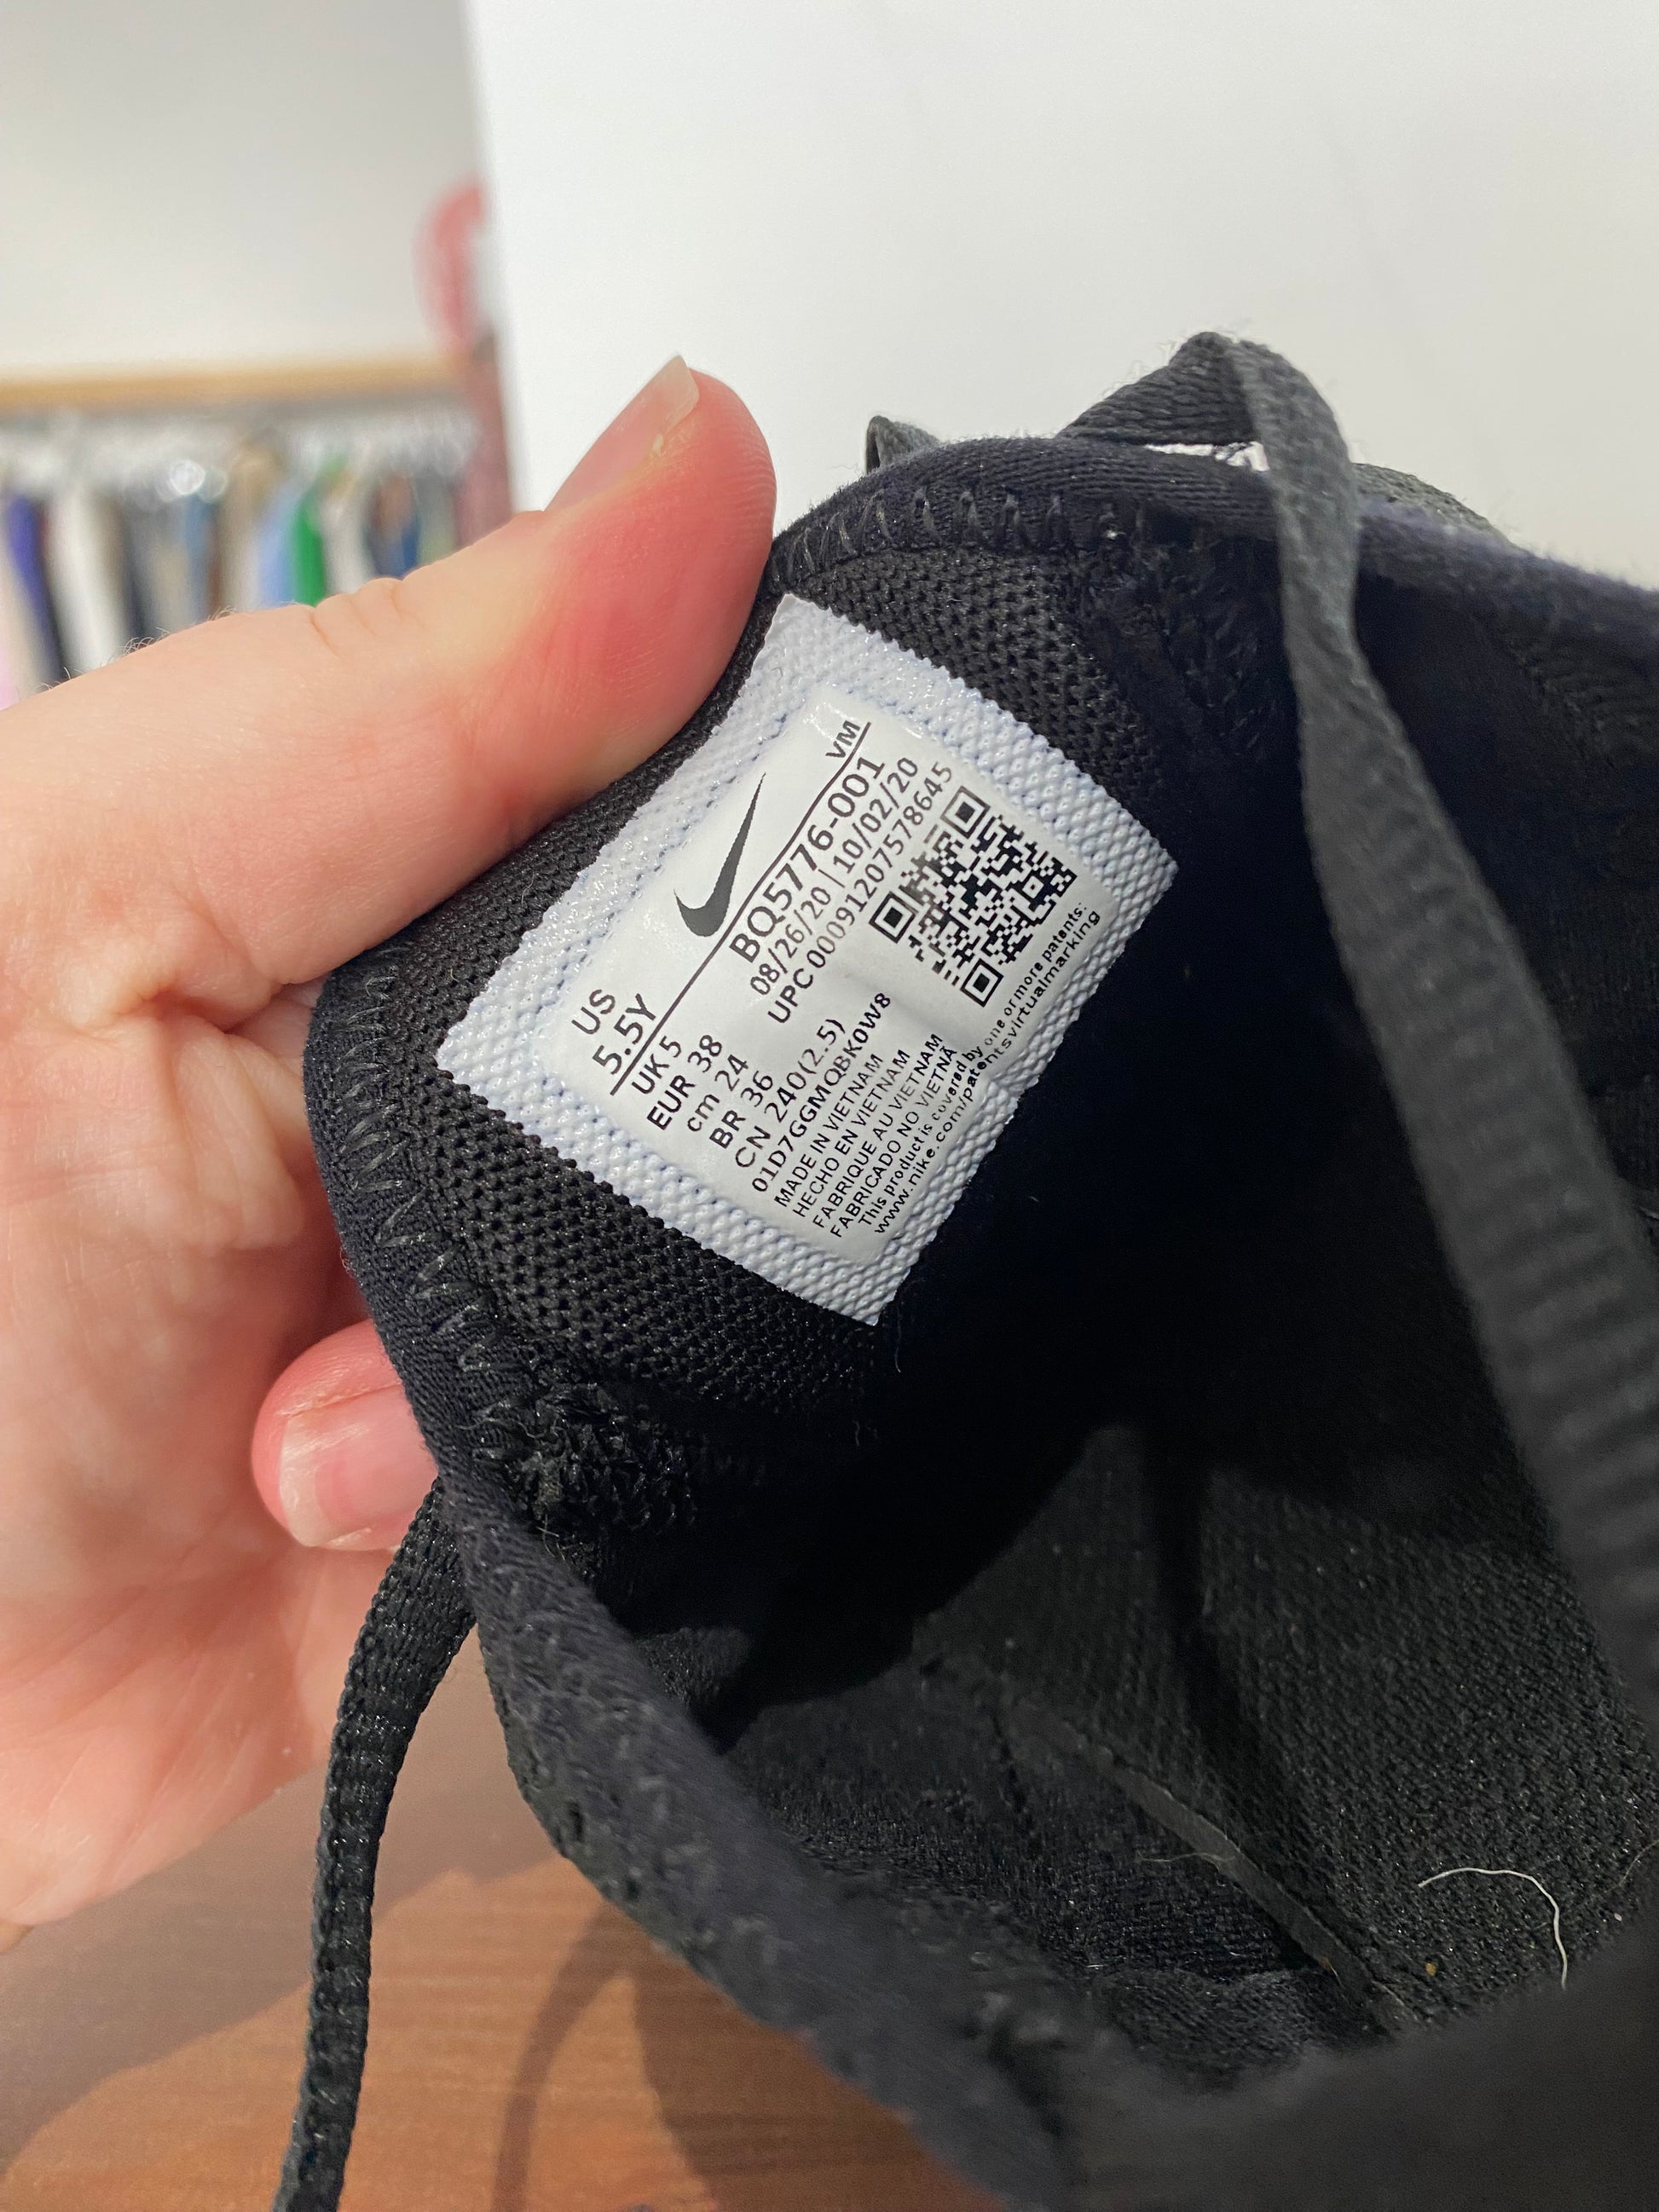 US
5.5Y
VM
UK 5
EUR 38
cm 24
BR 36
CN 240(2.5)
BQ5776-001
08/26/20 | 10/02/20
UPC 00091207578645
01D7GGMQBK0W8
MADE IN VIETNAM
HECHO EN VIETNAM
FABRIQUE AU VIETNAM
FABRICADO NO VIETNÃ
This product is covered by one or more patents:
www.nike.com/patentsvirtualmarking